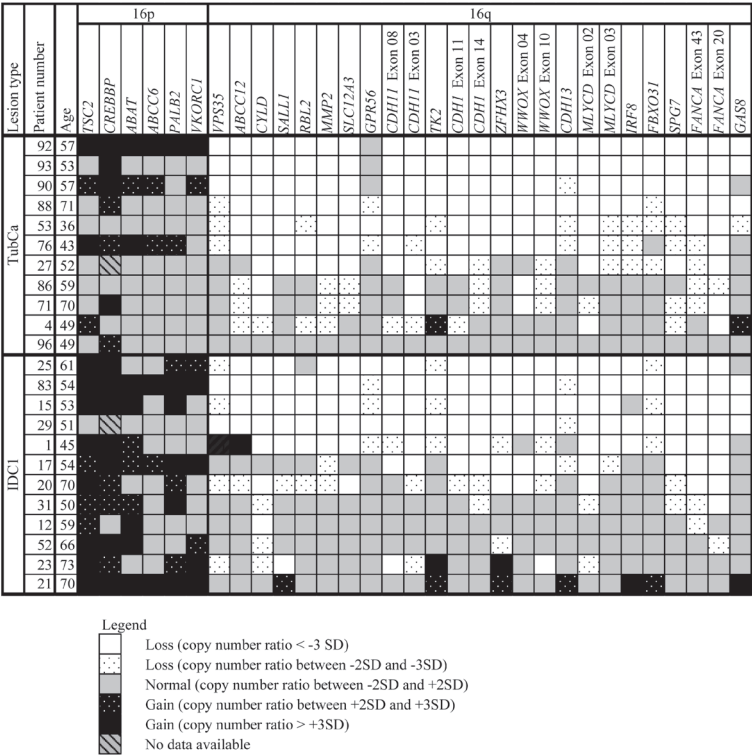 16p 16q
Lesion type Patient number Age TSC2 CREBBP ABAT ABCC6 PALB2 VKORC1 VPS35 ABCC12 CYLD SALL1 RBL2 MMP2 SLC12A3 GPR56 CDH11 Exon 08 CDH11 Exon 03 TK2 CDH1 Exon 11 CDH1 Exon 14 ZFHX3 WWOX Exon 04 WWOX Exon 10 CDH13 MLYCD Exon 02 MLYCD Exon 03 IRF8 FBXO31 SPG7 FANCA Exon 43 FANCA Exon 20 GAS8
TubCa
92 57
93 53
90 57
88 71
53 36
76 43
27 52
86 59
71 70
4 49
96 49
IDC1
25 61
83 54
15 53
29 51
1 45
17 54
20 70
31 50
12 59
52 66
23 73
21 70
Legend
Loss (copy number ratio < -3 SD)
Loss (copy number ratio between -2SD and -3SD)
Normal (copy number ratio between -2SD and +2SD)
Gain (copy number ratio between +2SD and +3SD)
Gain (copy number ratio > +3SD)
No data available